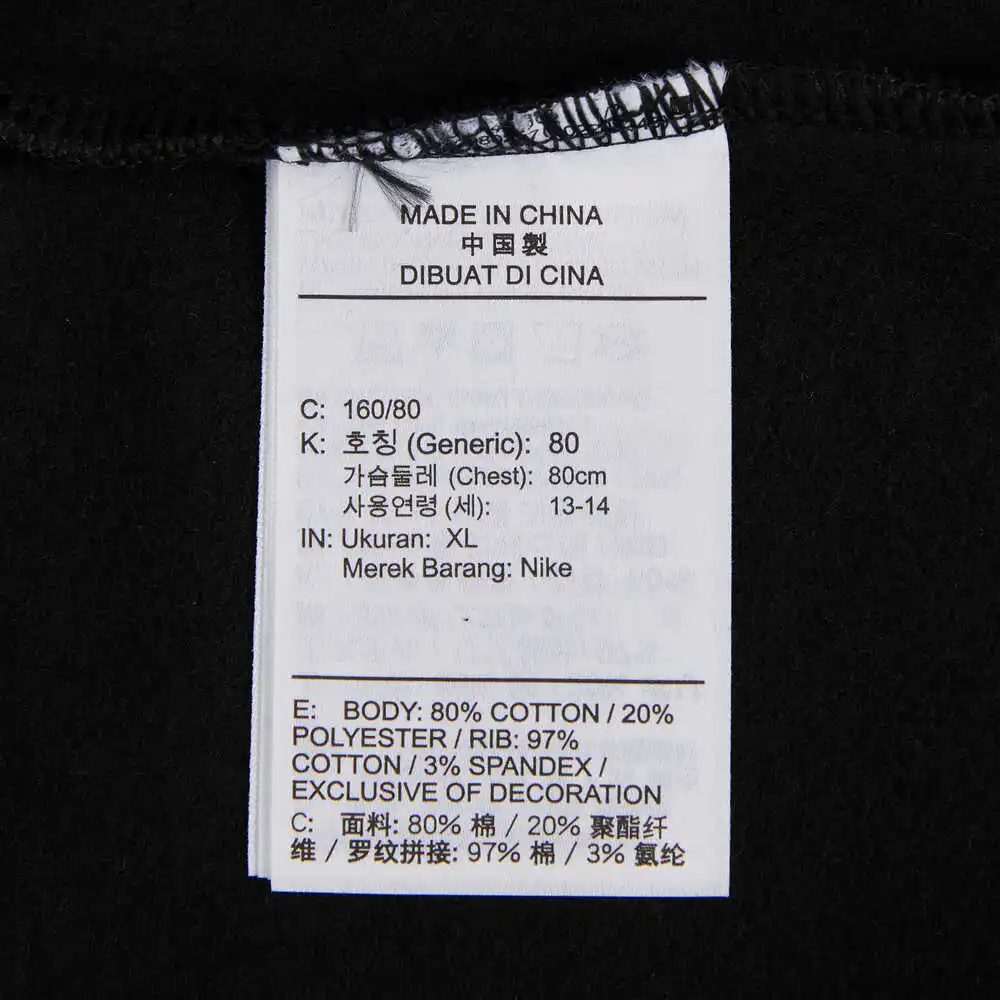 MADE IN CHINA
中国製
DIBUAT DI CINA
C: 160/80
K: 호칭 (Generic): 80
가슴둘레 (Chest): 80cm
사용연령 (세): 13-14
IN: Ukuran: XL
Merek Barang: Nike
E: BODY: 80% COTTON / 20%
POLYESTER / RIB: 97%
COTTON / 3% SPANDEX /
EXCLUSIVE OF DECORATION
C: 面料: 80% 棉 / 20% 聚酯纤
维 / 罗纹拼接: 97% 棉 / 3% 氨纶